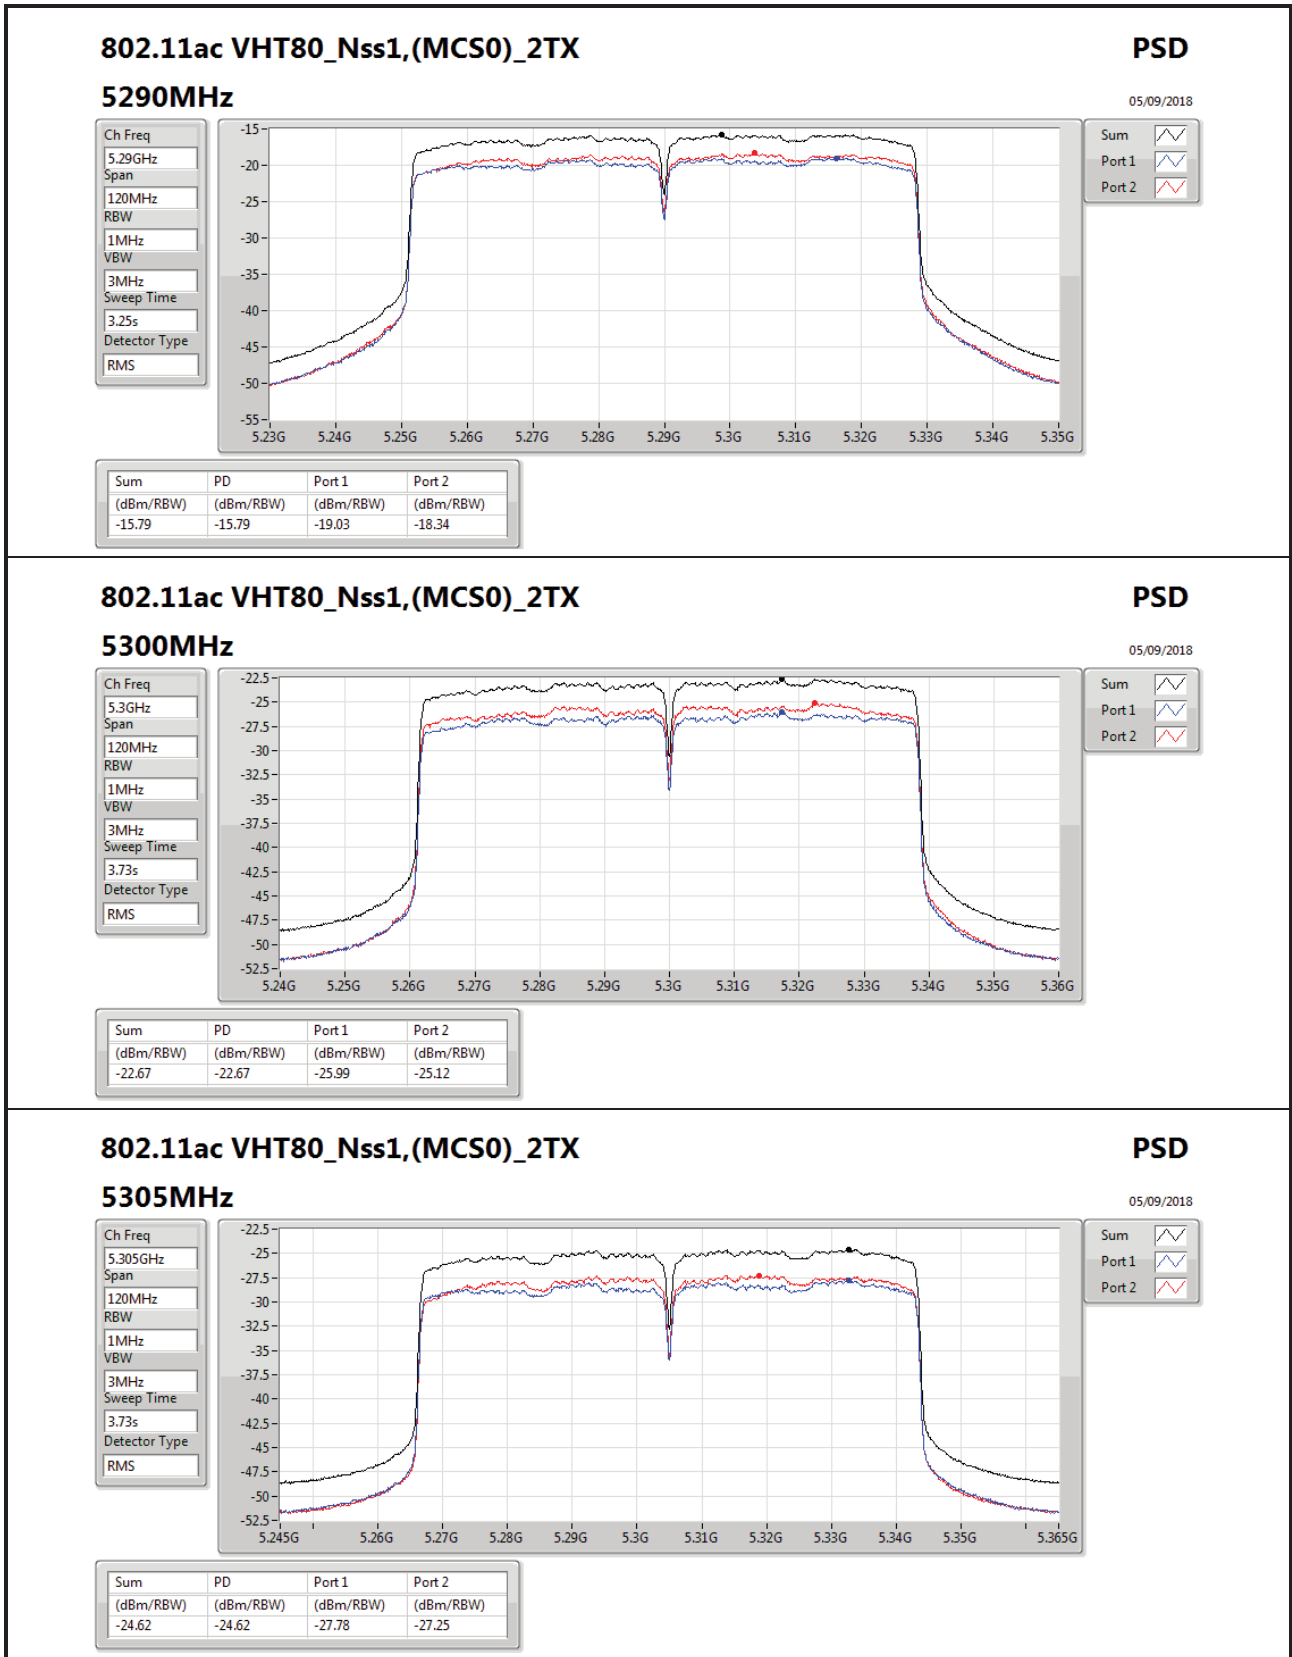 802.11ac VHT80_Nss1,(MCS0)_2TX PSD
5290MHz 05/09/2018
Ch Freq
5.29GHz
Span
120MHz
RBW
1MHz
VBW
3MHz
Sweep Time
3.25s
Detector Type
RMS
-15
-20
-25
-30
-35
-40
-45
-50
-55
5.23G 5.24G 5.25G 5.26G 5.27G 5.28G 5.29G 5.3G 5.31G 5.32G 5.33G 5.34G 5.35G
Sum
Port 1
Port 2
Sum PD Port 1 Port 2
(dBm/RBW) (dBm/RBW) (dBm/RBW) (dBm/RBW)
-15.79 -15.79 -19.03 -18.34
802.11ac VHT80_Nss1,(MCS0)_2TX PSD
5300MHz 05/09/2018
Ch Freq
5.3GHz
Span
120MHz
RBW
1MHz
VBW
3MHz
Sweep Time
3.73s
Detector Type
RMS
-22.5
-25
-27.5
-30
-32.5
-35
-37.5
-40
-42.5
-45
-47.5
-50
-52.5
5.24G 5.25G 5.26G 5.27G 5.28G 5.29G 5.3G 5.31G 5.32G 5.33G 5.34G 5.35G 5.36G
Sum
Port 1
Port 2
Sum PD Port 1 Port 2
(dBm/RBW) (dBm/RBW) (dBm/RBW) (dBm/RBW)
-22.67 -22.67 -25.99 -25.12
802.11ac VHT80_Nss1,(MCS0)_2TX PSD
5305MHz 05/09/2018
Ch Freq
5.305GHz
Span
120MHz
RBW
1MHz
VBW
3MHz
Sweep Time
3.73s
Detector Type
RMS
-22.5
-25
-27.5
-30
-32.5
-35
-37.5
-40
-42.5
-45
-47.5
-50
-52.5
5.245G 5.26G 5.27G 5.28G 5.29G 5.3G 5.31G 5.32G 5.33G 5.34G 5.35G 5.365G
Sum
Port 1
Port 2
Sum PD Port 1 Port 2
(dBm/RBW) (dBm/RBW) (dBm/RBW) (dBm/RBW)
-24.62 -24.62 -27.78 -27.25